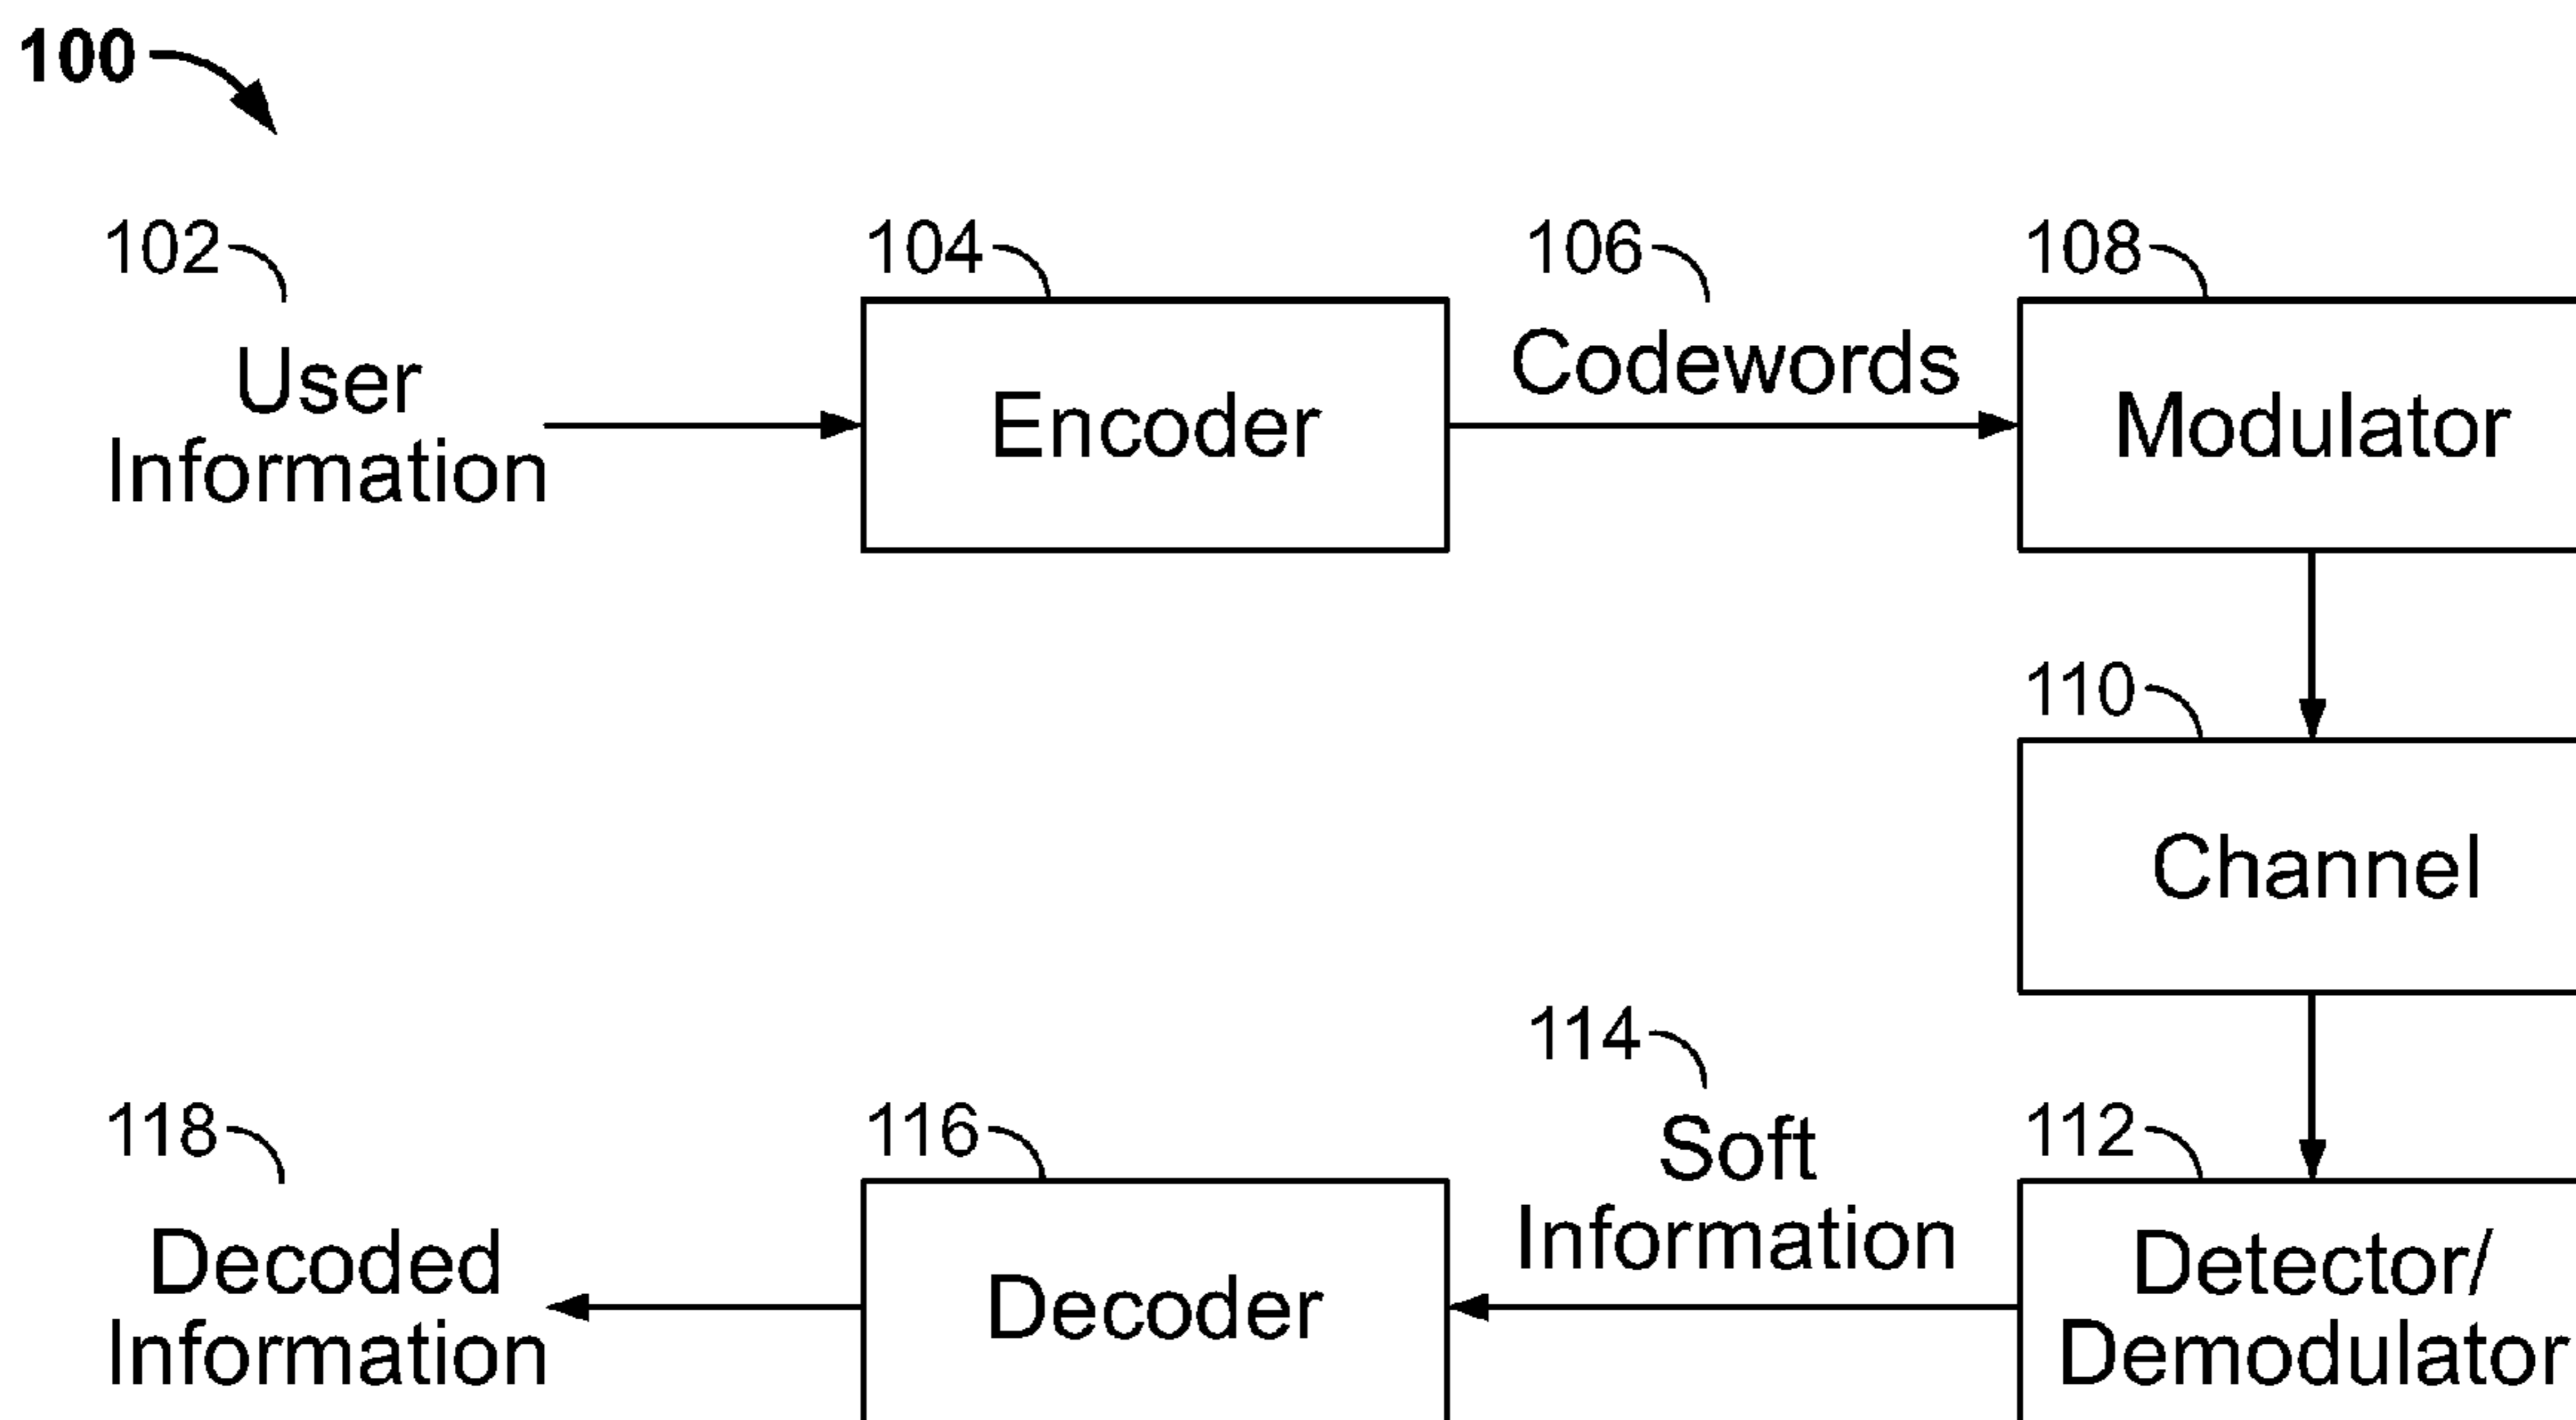 100
102
104
106
108
User
Information
Encoder
Codewords
Modulator
110
Channel
118
116
114
112
Decoded
Information
Decoder
Soft
Information
Detector/
Demodulator